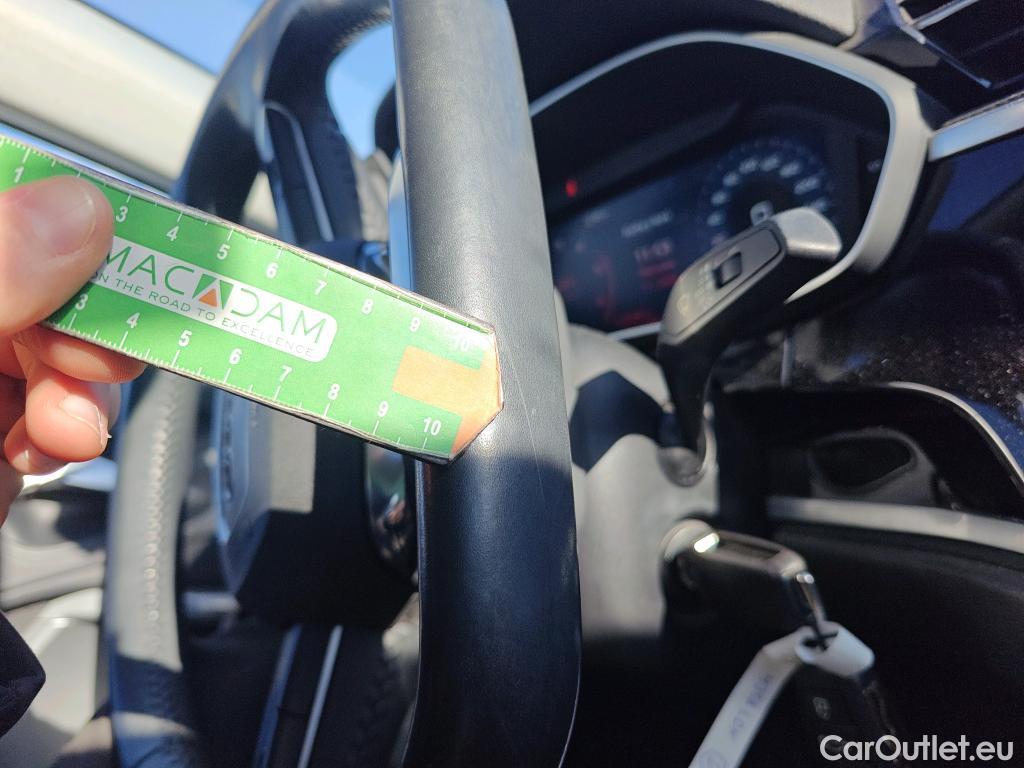 1 3 4 5 6 7 8 9 10
MACADAM
ON THE ROAD TO EXCELLENCE
3 4 5 6 7 8 9 10
CarOutlet.eu